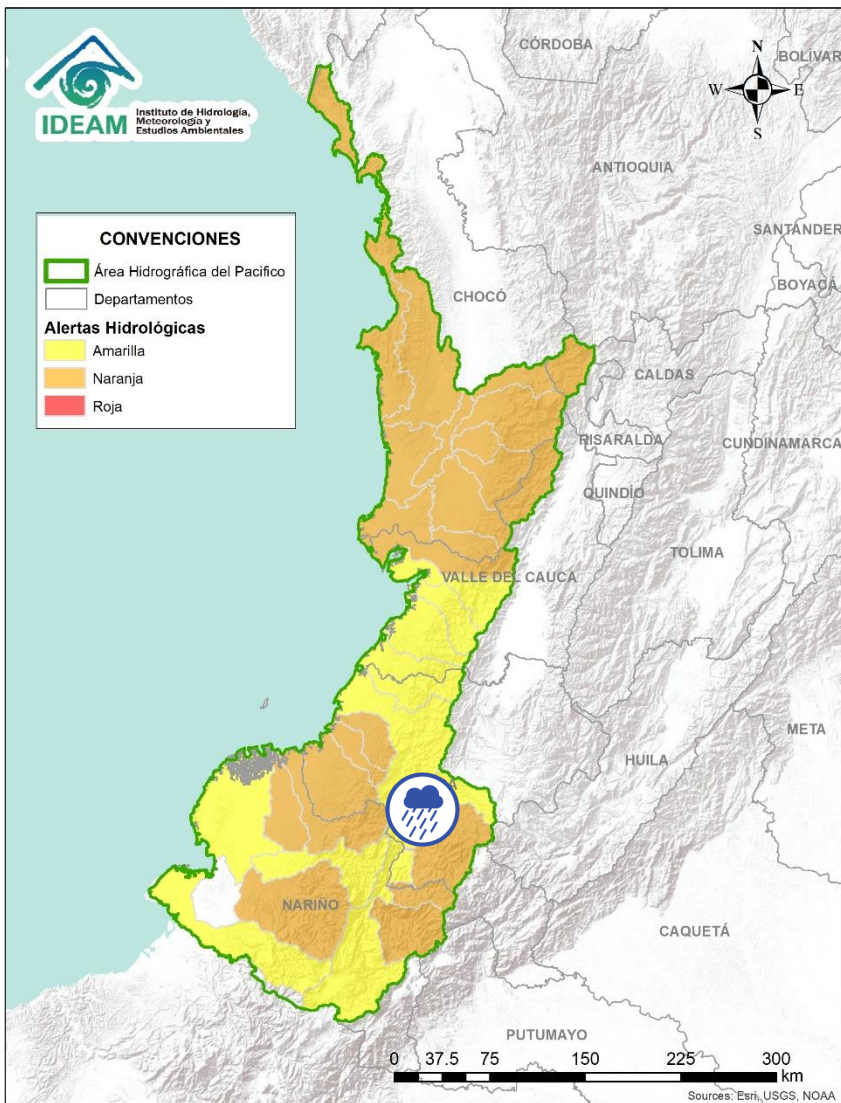 IDEAM
Instituto de Hidrología,
Meteorología y
Estudios Ambientales
CÓRDOBA
BOLÍVAR
N
W
E
S
ANTIOQUIA
SANTANDER
BOYACÁ
CONVENCIONES
Área Hidrográfica del Pacifico
Departamentos
Alertas Hidrológicas
Amarilla
Naranja
Roja
CHOCÓ
CALDAS
RISARALDA
CUNDINAMARCA
QUINDÍO
TOLIMA
VALLE DEL CAUCA
META
HUILA
NARIÑO
CAQUETÁ
PUTUMAYO
0 37.5 75 150 225 300
km
Sources: Esri, USGS, NOAA